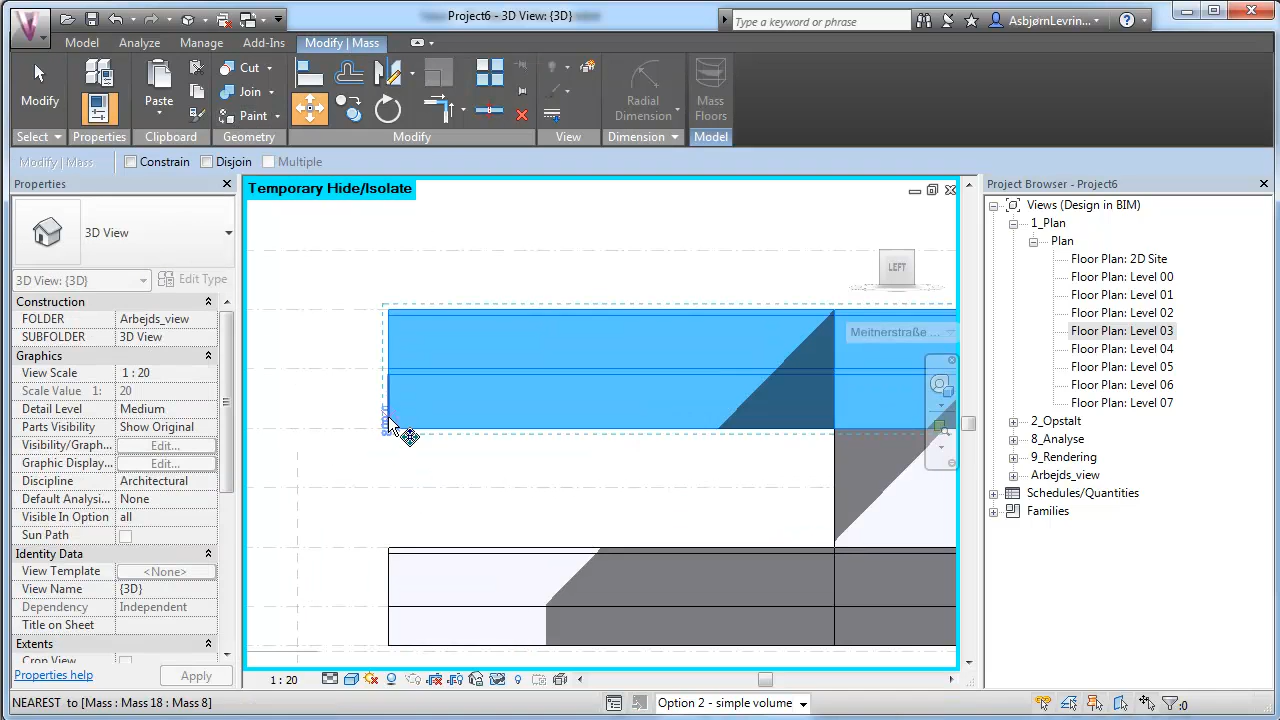 Project6 - 3D View: {3D}
Type a keyword or phrase
AsbjørnLevrin...
Manage
Analyze
Manage
Add-Ins
Modify | Mass
Modify
Paste
Cut
Join
Paint
Radial
Dimension
Mass
Floors
Select
Properties
Clipboard
Geometry
Modify
View
Dimension
Model
Modify | Mass
Constrain
Disjoin
Multiple
Properties
3D View
3D View: {3D}
Edit Type
Construction
FOLDER
Arbejds_view
SUBFOLDER
3D View
Graphics
View Scale
1 : 20
Scale Value 1:
20
Detail Level
Medium
Parts Visibility
Show Original
Visibility/Graph...
Edit...
Graphic Display...
Edit...
Discipline
Architectural
Default Analysi...
None
Visible In Option
all
Sun Path
Identity Data
View Template
<None>
View Name
{3D}
Dependency
Independent
Title on Sheet
Extents
Crop View
Properties help
Apply
Temporary Hide/Isolate
LEFT
Meitnerstraße ...
1 : 20
Project Browser - Project6
Views (Design in BIM)
1_Plan
Plan
Floor Plan: 2D Site
Floor Plan: Level 00
Floor Plan: Level 01
Floor Plan: Level 02
Floor Plan: Level 03
Floor Plan: Level 04
Floor Plan: Level 05
Floor Plan: Level 06
Floor Plan: Level 07
2_Opstalt
8_Analyse
9_Rendering
Arbejds_view
Schedules/Quantities
Families
NEAREST to [Mass : Mass 18 : Mass 8]
Option 2 - simple volume
:0